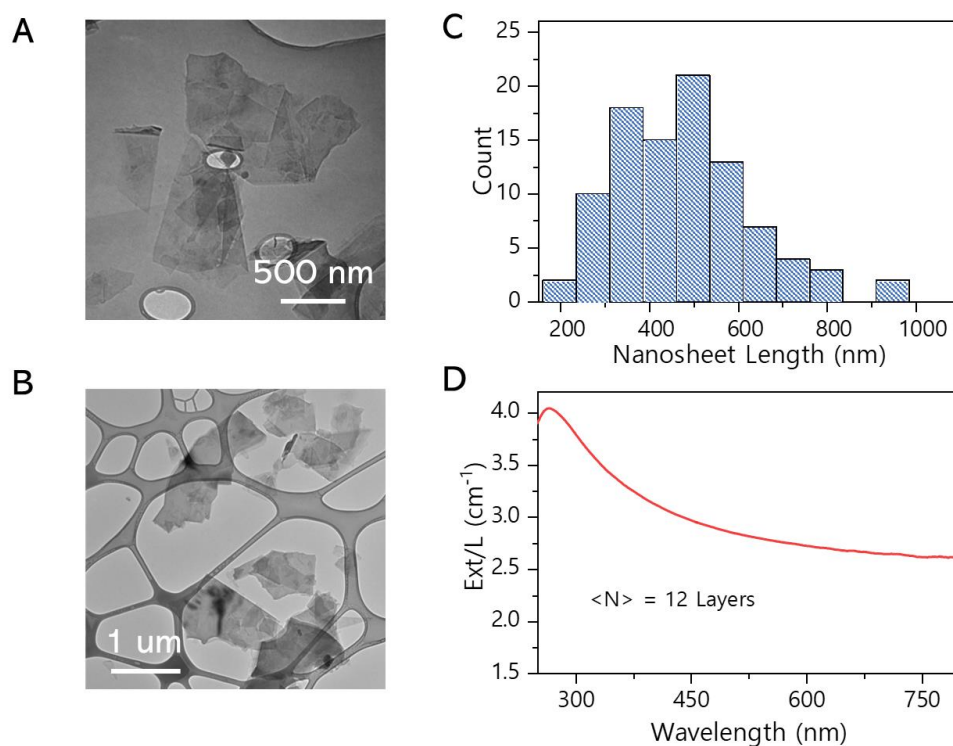 A
500 nm
B
1 um
C
Count
25
20
15
10
5
0
200
400
600
800
1000
Nanosheet Length (nm)
D
Ext/L (cm⁻¹)
4.0
3.5
3.0
2.5
2.0
1.5
<N> = 12 Layers
300
450
600
750
Wavelength (nm)